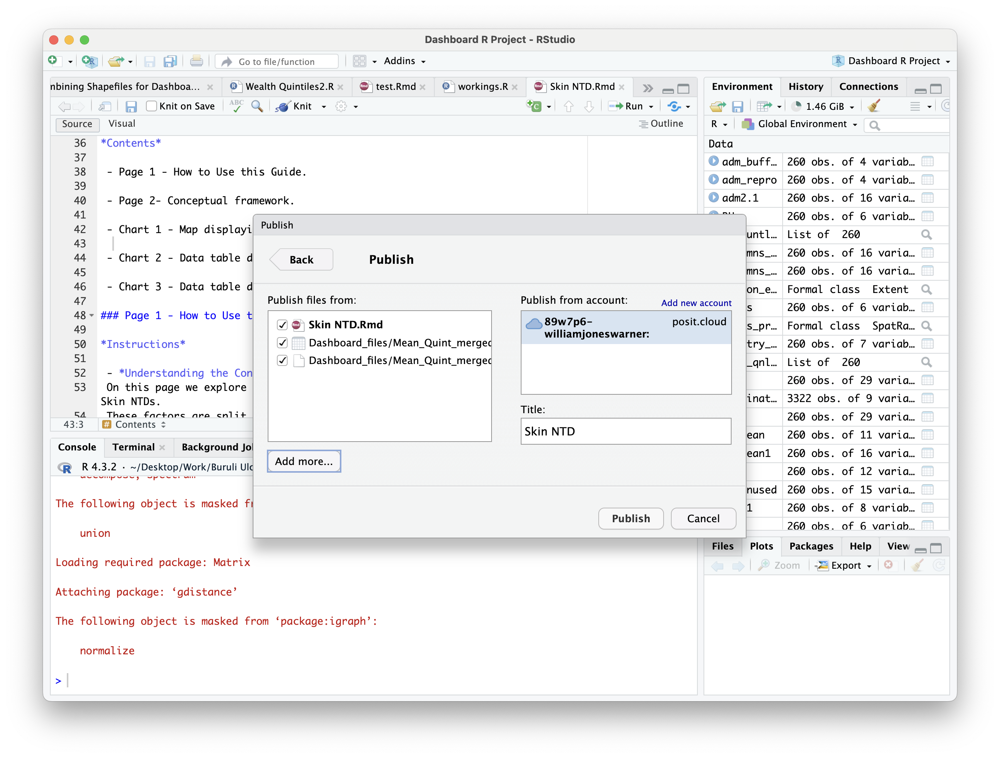 Dashboard R Project - RStudio
Go to file/function
Addins
Dashboard R Project
mbining Shapefiles for Dashboa...
Wealth Quintiles2.R
test.Rmd
workings.R
Skin NTD.Rmd
Knit on Save
ABC
Knit
Run
Source
Visual
Outline
36 *Contents*
37
38 - Page 1 - How to Use this Guide.
39
40 - Page 2- Conceptual framework.
41
42 - Chart 1 - Map displayi
43
44 - Chart 2 - Data table d
45
46 - Chart 3 - Data table d
47
48 ### Page 1 - How to Use t
49
50 *Instructions*
51
52 - *Understanding the Con
53 On this page we explore
Skin NTDs.
54 These factors are split
43:3
# Contents
Console
Terminal
Background Jo
R 4.3.2 · ~/Desktop/Work/Buruli Ulc
decompose, spectrum
The following object is masked fr
union
Loading required package: Matrix
Attaching package: ‘gdistance’
The following object is masked from ‘package:igraph’:
normalize
>
Publish
Back
Publish
Publish files from:
Rmd Skin NTD.Rmd
Dashboard_files/Mean_Quint_merged
Dashboard_files/Mean_Quint_merged
Add more...
Publish from account:
Add new account
89w7p6-
williamjoneswarner:
posit.cloud
Title:
Skin NTD
Publish
Cancel
Environment
History
Connections
1.46 GiB
R
Global Environment
Data
adm_buff... 260 obs. of 4 variab...
adm_repro 260 obs. of 4 variab...
adm2.1 260 obs. of 16 varia...
260 obs. of 6 variab...
untl... List of 260
mns_... 260 obs. of 16 varia...
mns_... 260 obs. of 16 varia...
on_e... Formal class Extent
s 260 obs. of 6 variab...
s_pr... Formal class SpatRa...
try_... 260 obs. of 7 variab...
_qnl... List of 260
260 obs. of 29 varia...
inat... 3322 obs. of 9 varia...
260 obs. of 29 varia...
ean 260 obs. of 11 varia...
ean1 260 obs. of 16 varia...
260 obs. of 12 varia...
nused 260 obs. of 15 varia...
1 260 obs. of 8 variab...
260 obs. of 6 variab...
Files
Plots
Packages
Help
View
Zoom
Export